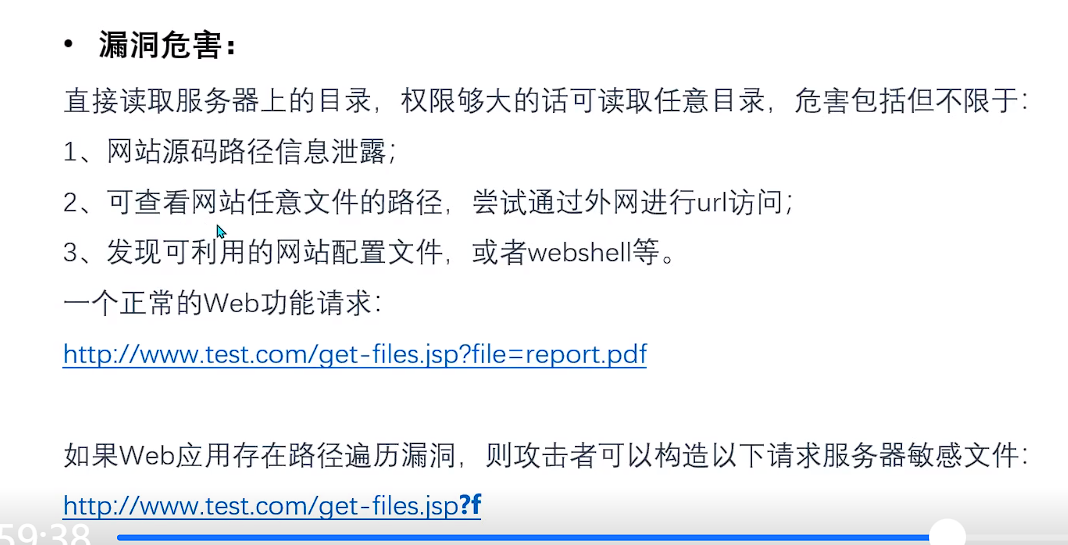 • 漏洞危害：
直接读取服务器上的目录，权限够大的话可读取任意目录，危害包括但不限于：
1、网站源码路径信息泄露；
2、可查看网站任意文件的路径，尝试通过外网进行url访问；
3、发现可利用的网站配置文件，或者webshell等。
一个正常的Web功能请求：
http://www.test.com/get-files.jsp?file=report.pdf
如果Web应用存在路径遍历漏洞，则攻击者可以构造以下请求服务器敏感文件：
http://www.test.com/get-files.jsp?f
59:38